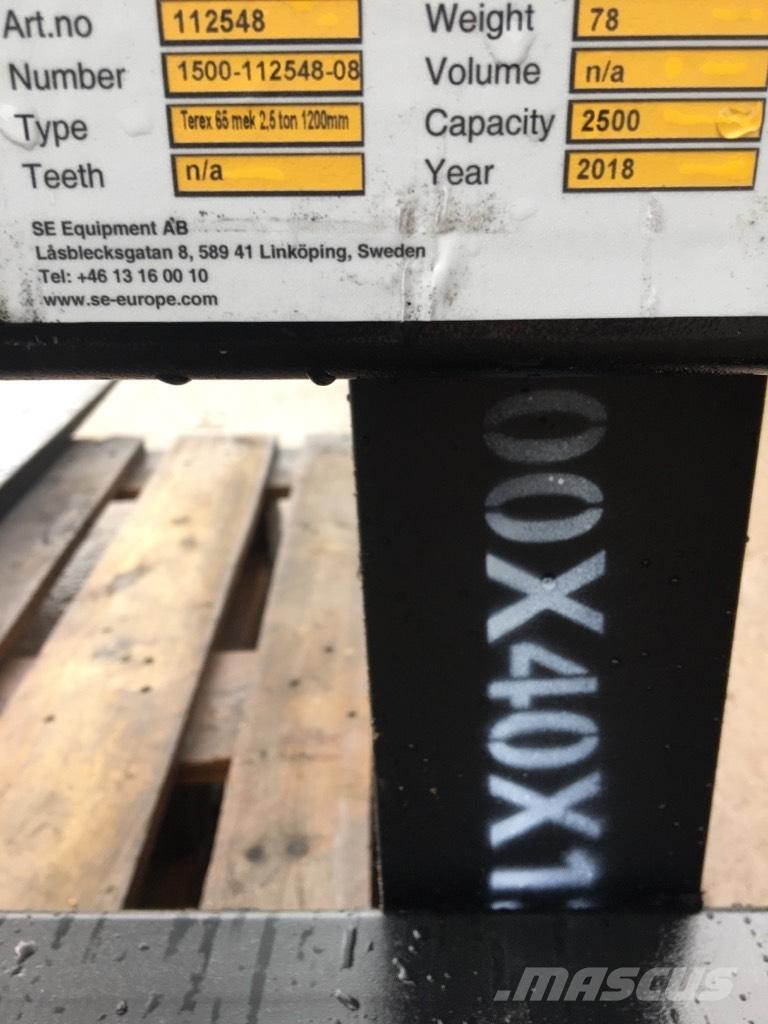 Art.no 112548 Weight 78
Number 1500-112548-08 Volume n/a
Type Terex 65 mek 2,5 ton 1200mm Capacity 2500
Teeth n/a Year 2018
SE Equipment AB
Låsblecksgatan 8, 589 41 Linköping, Sweden
Tel: +46 13 16 00 10
www.se-europe.com
00X40X1
MASCUS